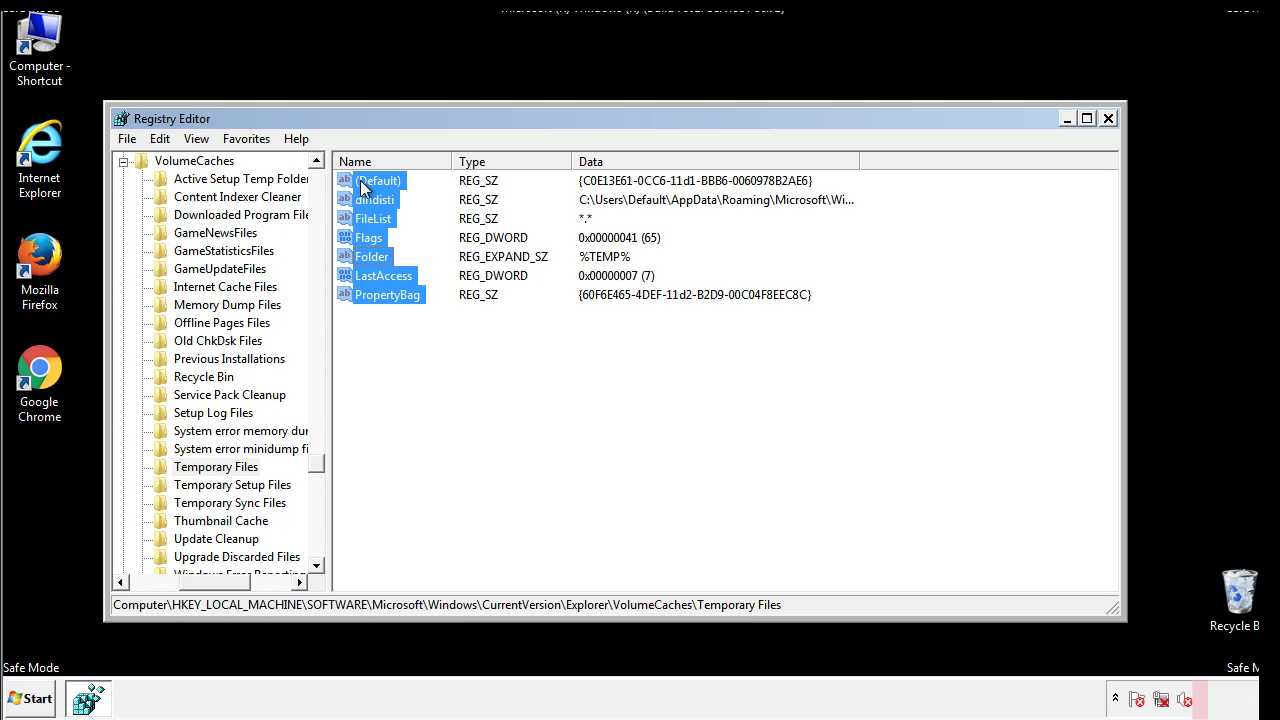 Computer -
Shortcut
Internet
Explorer
Mozilla
Firefox
Google
Chrome
Registry Editor
File Edit View Favorites Help
VolumeCaches
Active Setup Temp Folder
Content Indexer Cleaner
Downloaded Program File
GameNewsFiles
GameStatisticsFiles
GameUpdateFiles
Internet Cache Files
Memory Dump Files
Offline Pages Files
Old ChkDsk Files
Previous Installations
Recycle Bin
Service Pack Cleanup
Setup Log Files
System error memory dur
System error minidump fi
Temporary Files
Temporary Setup Files
Temporary Sync Files
Thumbnail Cache
Update Cleanup
Upgrade Discarded Files
Windows Error Reporting
Name Type Data
(Default) REG_SZ {C0E13E61-0CC6-11d1-BBB6-0060978B2AE6}
REG_SZ C:\Users\Default\AppData\Roaming\Microsoft\Wi...
FileList REG_SZ *.*
Flags REG_DWORD 0x00000041 (65)
Folder REG_EXPAND_SZ %TEMP%
LastAccess REG_DWORD 0x00000007 (7)
PropertyBag REG_SZ {60F6E465-4DEF-11d2-B2D9-00C04F8EEC8C}
Computer\HKEY_LOCAL_MACHINE\SOFTWARE\Microsoft\Windows\CurrentVersion\Explorer\VolumeCaches\Temporary Files
Recycle B
Safe Mode
Safe M
Start